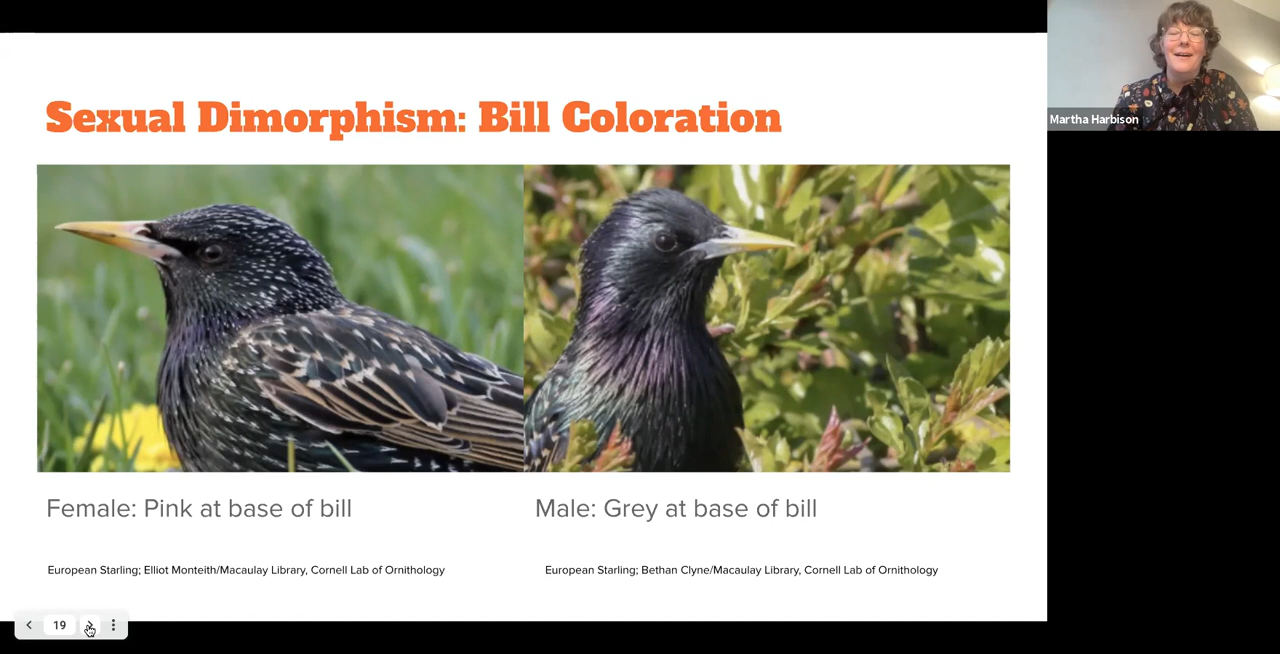 Sexual Dimorphism: Bill Coloration
Martha Harbison
Female: Pink at base of bill
Male: Grey at base of bill
European Starling; Elliot Monteith/Macaulay Library, Cornell Lab of Ornithology
European Starling; Bethan Clyne/Macaulay Library, Cornell Lab of Ornithology
19